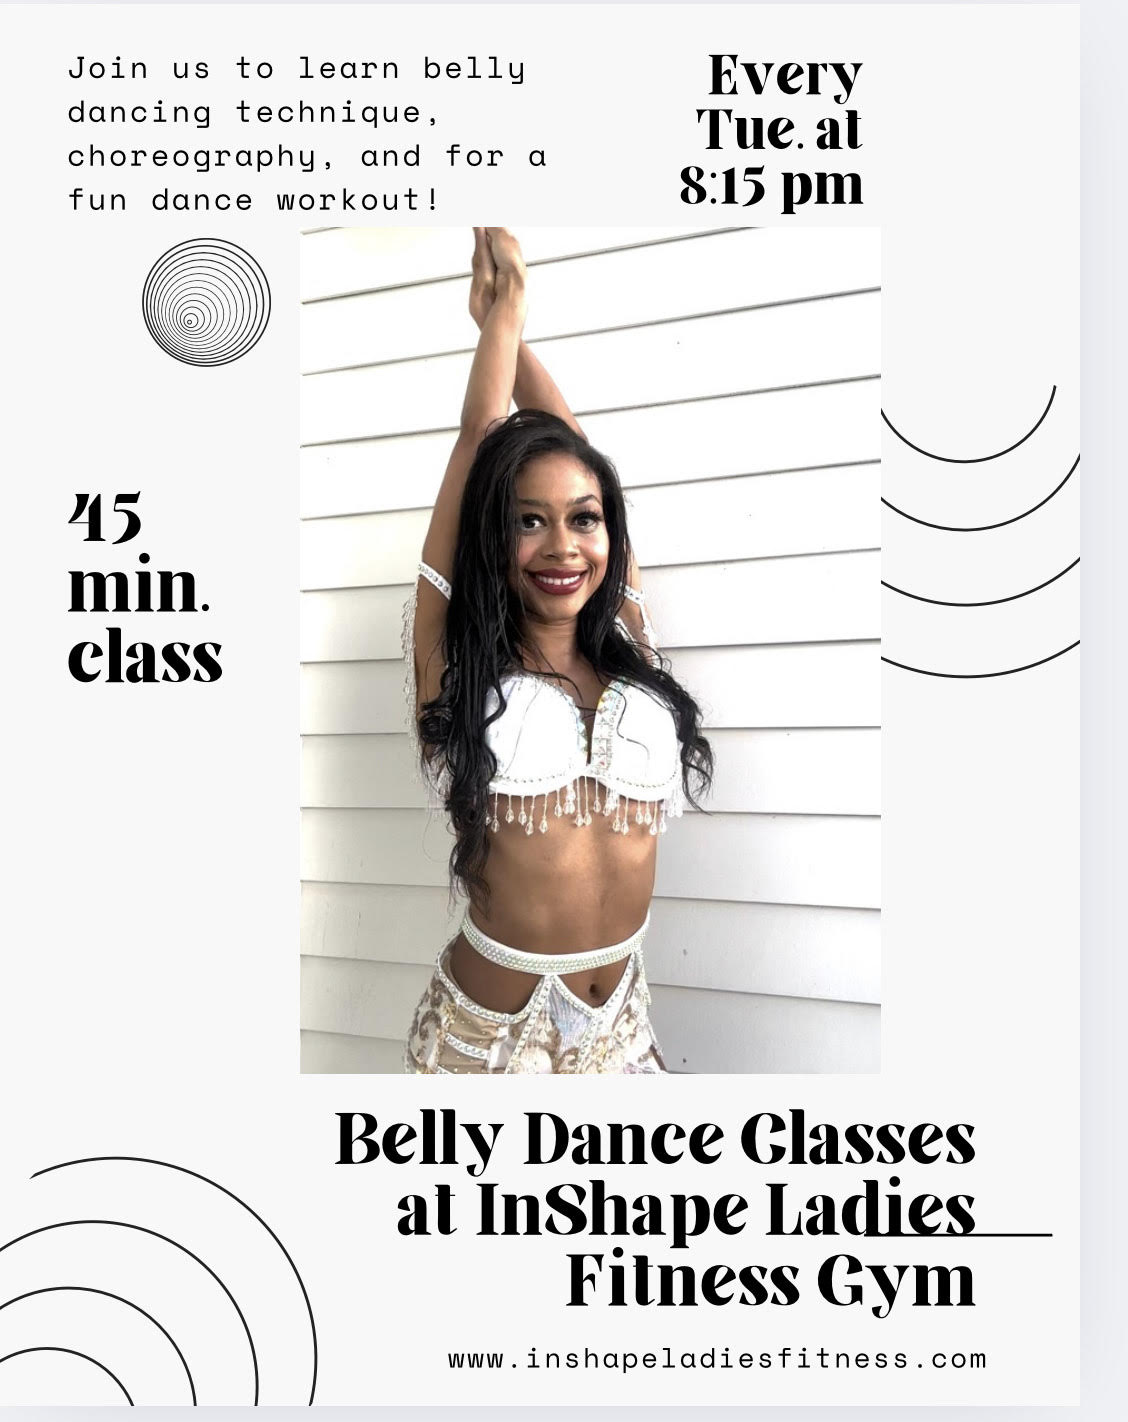 Join us to learn belly
dancing technique,
choreography, and for a
fun dance workout!
Every
Tue. at
8:15 pm
45
min.
class
Belly Dance Classes
at InShape Ladies
Fitness Gym
www.inshapeladiesfitness.com